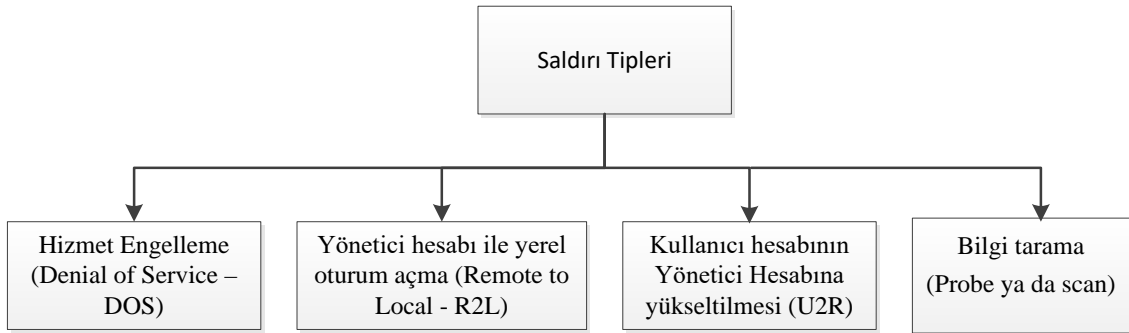 Saldırı Tipleri
Hizmet Engelleme
(Denial of Service –
DOS)
Yönetici hesabı ile yerel
oturum açma (Remote to
Local - R2L)
Kullanıcı hesabının
Yönetici Hesabına
yükseltilmesi (U2R)
Bilgi tarama
(Probe ya da scan)